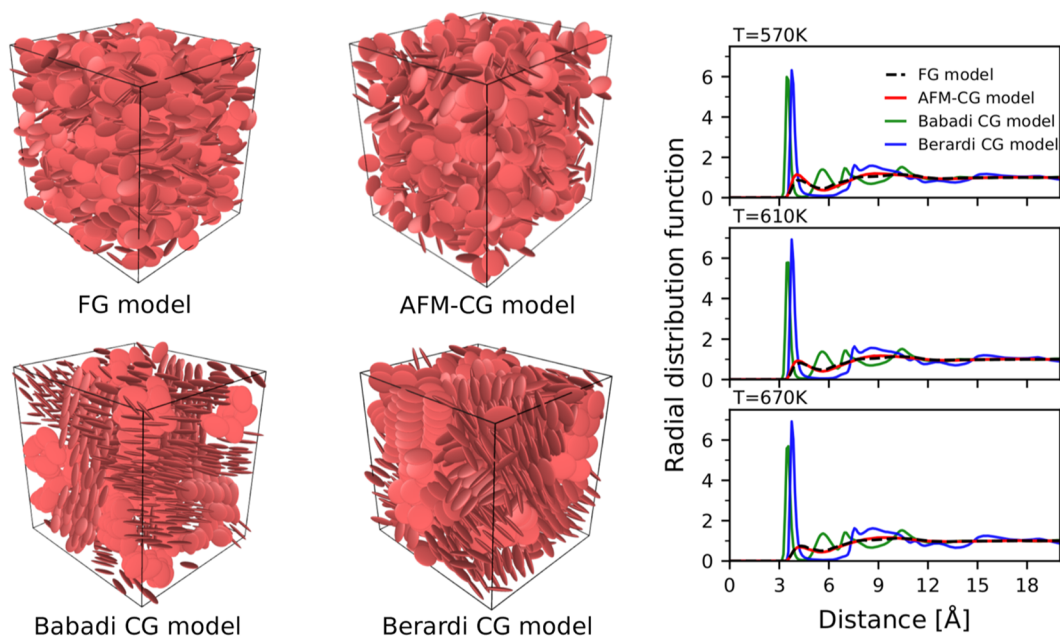 FG model
AFM-CG model
Babadi CG model
Berardi CG model
Radial distribution function
T=570K
6
4
2
0
FG model
AFM-CG model
Babadi CG model
Berardi CG model
T=610K
6
4
2
0
T=670K
6
4
2
0
0 3 6 9 12 15 18
Distance [Å]